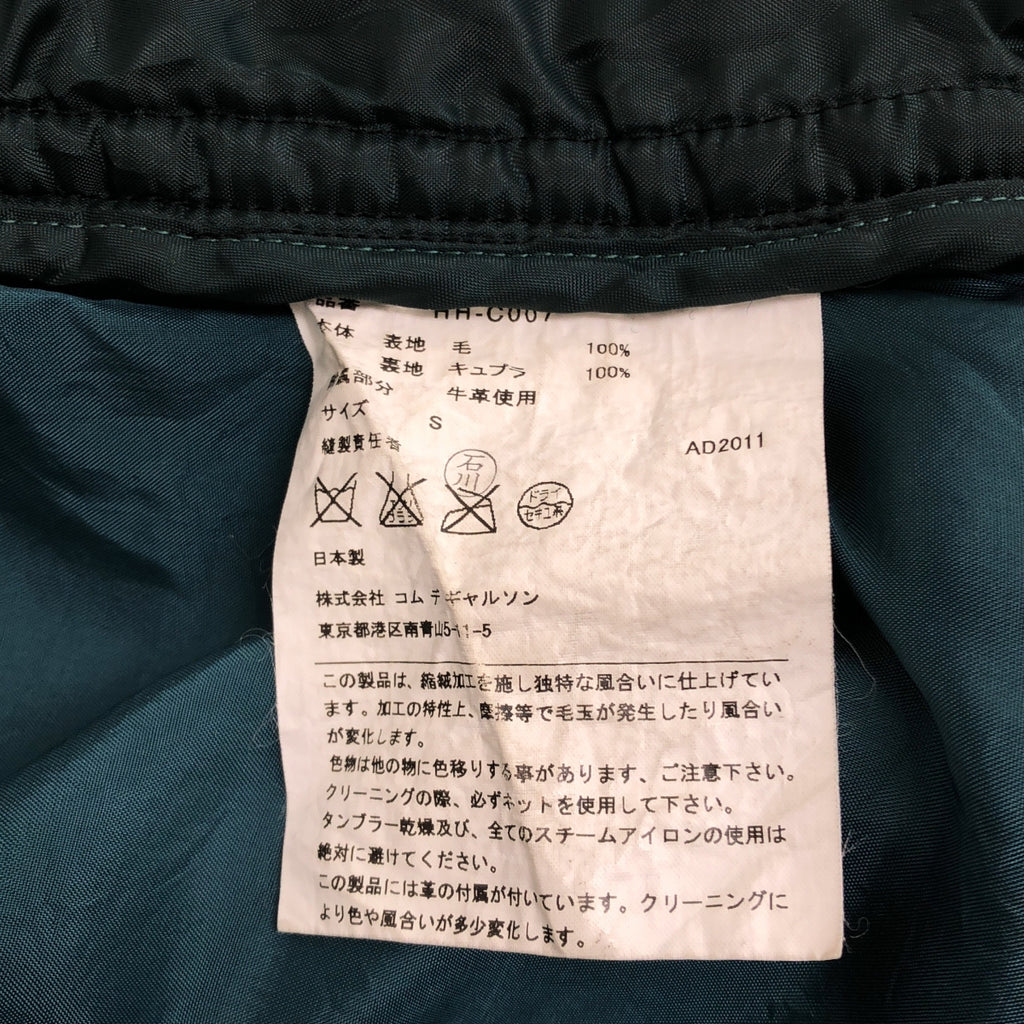 品番 HH-C007
本体 表地 毛 100%
裏地 キュプラ 100%
付属部分 牛革使用
サイズ S
縫製責任者 AD2011
石川
ドライ
セキユ系
日本製
株式会社 コムデギャルソン
東京都港区南青山5-11-5
この製品は、縮絨加工を施し独特な風合いに仕上げてい
ます。加工の特性上、摩擦等で毛玉が発生したり風合い
が変化します。
色物は他の物に色移りする事があります、ご注意下さい。
クリーニングの際、必ずネットを使用して下さい。
タンブラー乾燥及び、全てのスチームアイロンの使用は
絶対に避けてください。
この製品には革の付属が付いています。クリーニングに
より色や風合いが多少変化します。